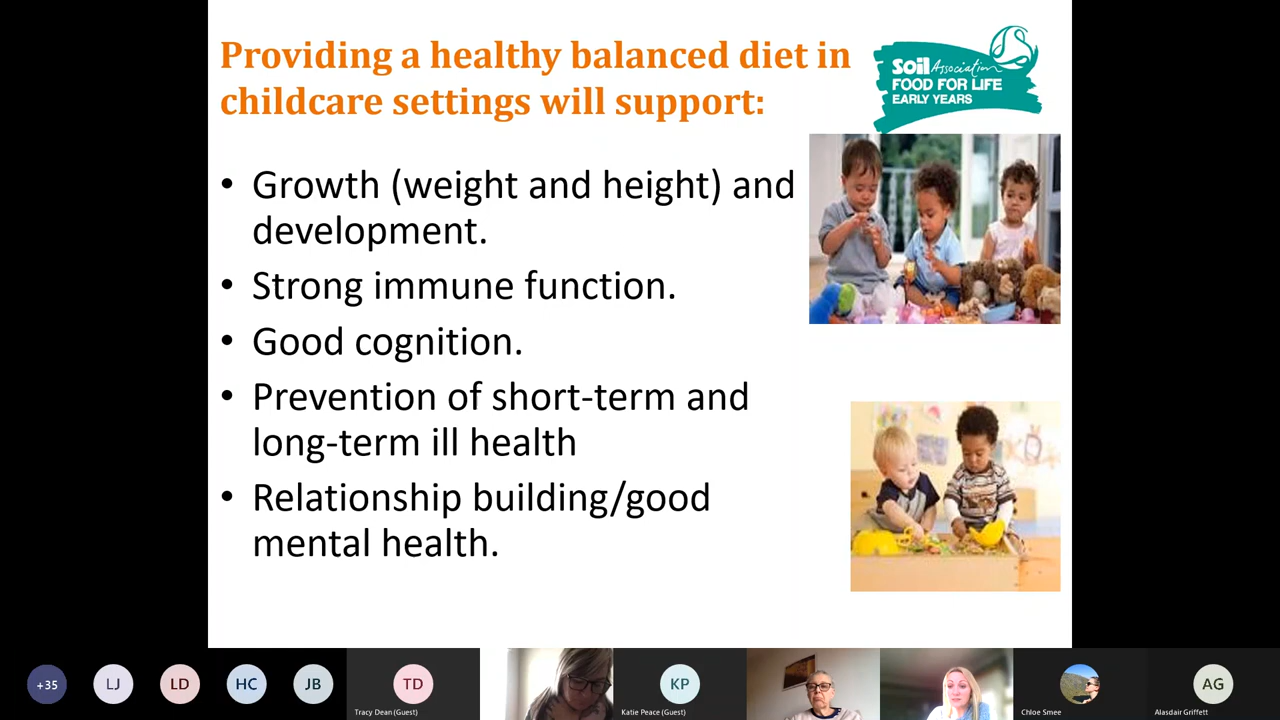 Providing a healthy balanced diet in
childcare settings will support:
Soil Association
FOOD FOR LIFE
EARLY YEARS
• Growth (weight and height) and
development.
• Strong immune function.
• Good cognition.
• Prevention of short-term and
long-term ill health
• Relationship building/good
mental health.
+35
LJ
LD
HC
JB
TD
Tracy Dean (Guest)
KP
Katie Peace (Guest)
Chloe Smee
AG
Alasdair Griffett